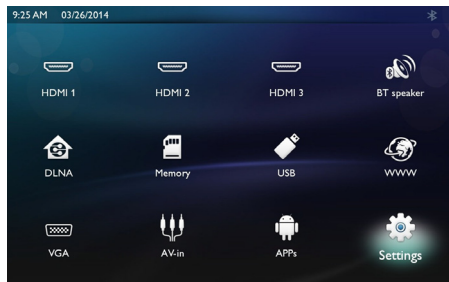 9:25 AM 03/26/2014
HDMI 1 HDMI 2 HDMI 3 BT speaker
DLNA Memory USB WWW
VGA AV-in APPs Settings